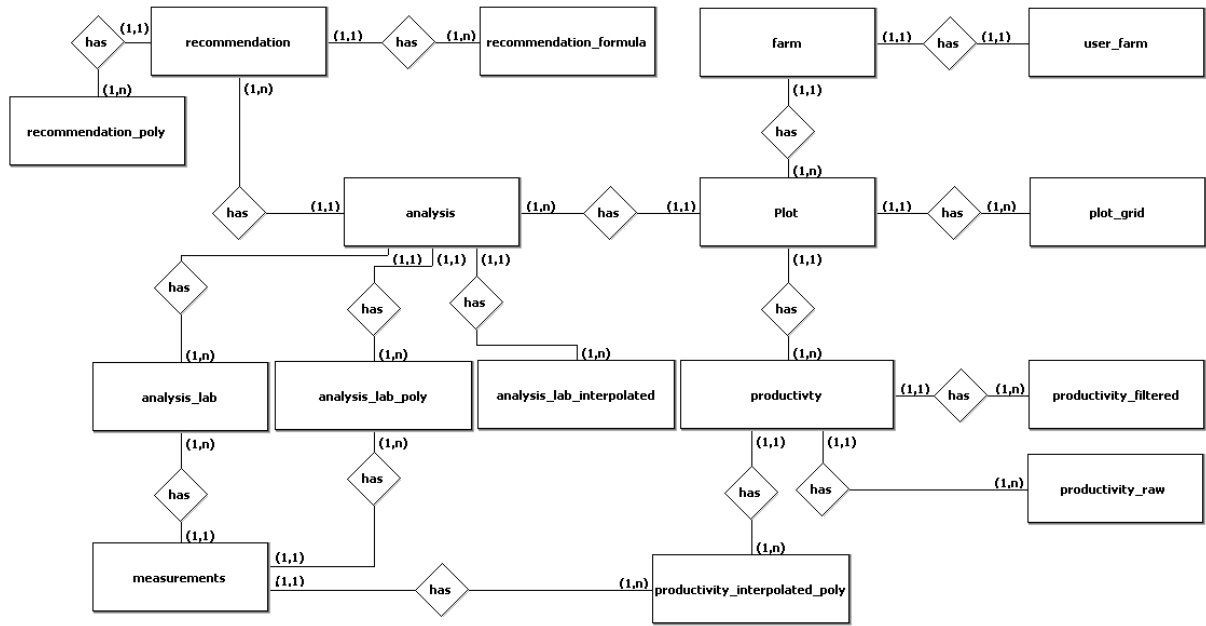 has (1,1) recommendation (1,1) has (1,n) recommendation_formula farm (1,1) has (1,1) user_farm
(1,n) (1,n) (1,1)
recommendation_poly has
(1,n)
has (1,1) analysis (1,n) has (1,1) Plot (1,1) has (1,n) plot_grid
(1,1) (1,1) (1,1) (1,1)
has has has has
(1,n) (1,n) (1,n) (1,n)
analysis_lab analysis_lab_poly analysis_lab_interpolated productivty (1,1) has (1,n) productivity_filtered
(1,n) (1,n) (1,1) (1,1)
has has has has (1,n) productivity_raw
(1,1) (1,1) (1,n)
measurements (1,1) has (1,n) productivity_interpolated_poly